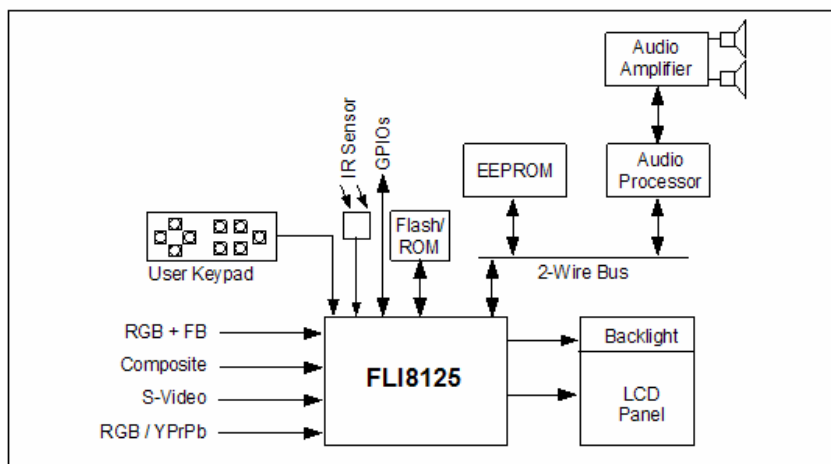 Audio
Amplifier
IR Sensor
GPIOs
EEPROM
Audio
Processor
Flash/
ROM
User Keypad
2-Wire Bus
RGB + FB
Composite
S-Video
RGB / YPrPb
FLI8125
Backlight
LCD
Panel